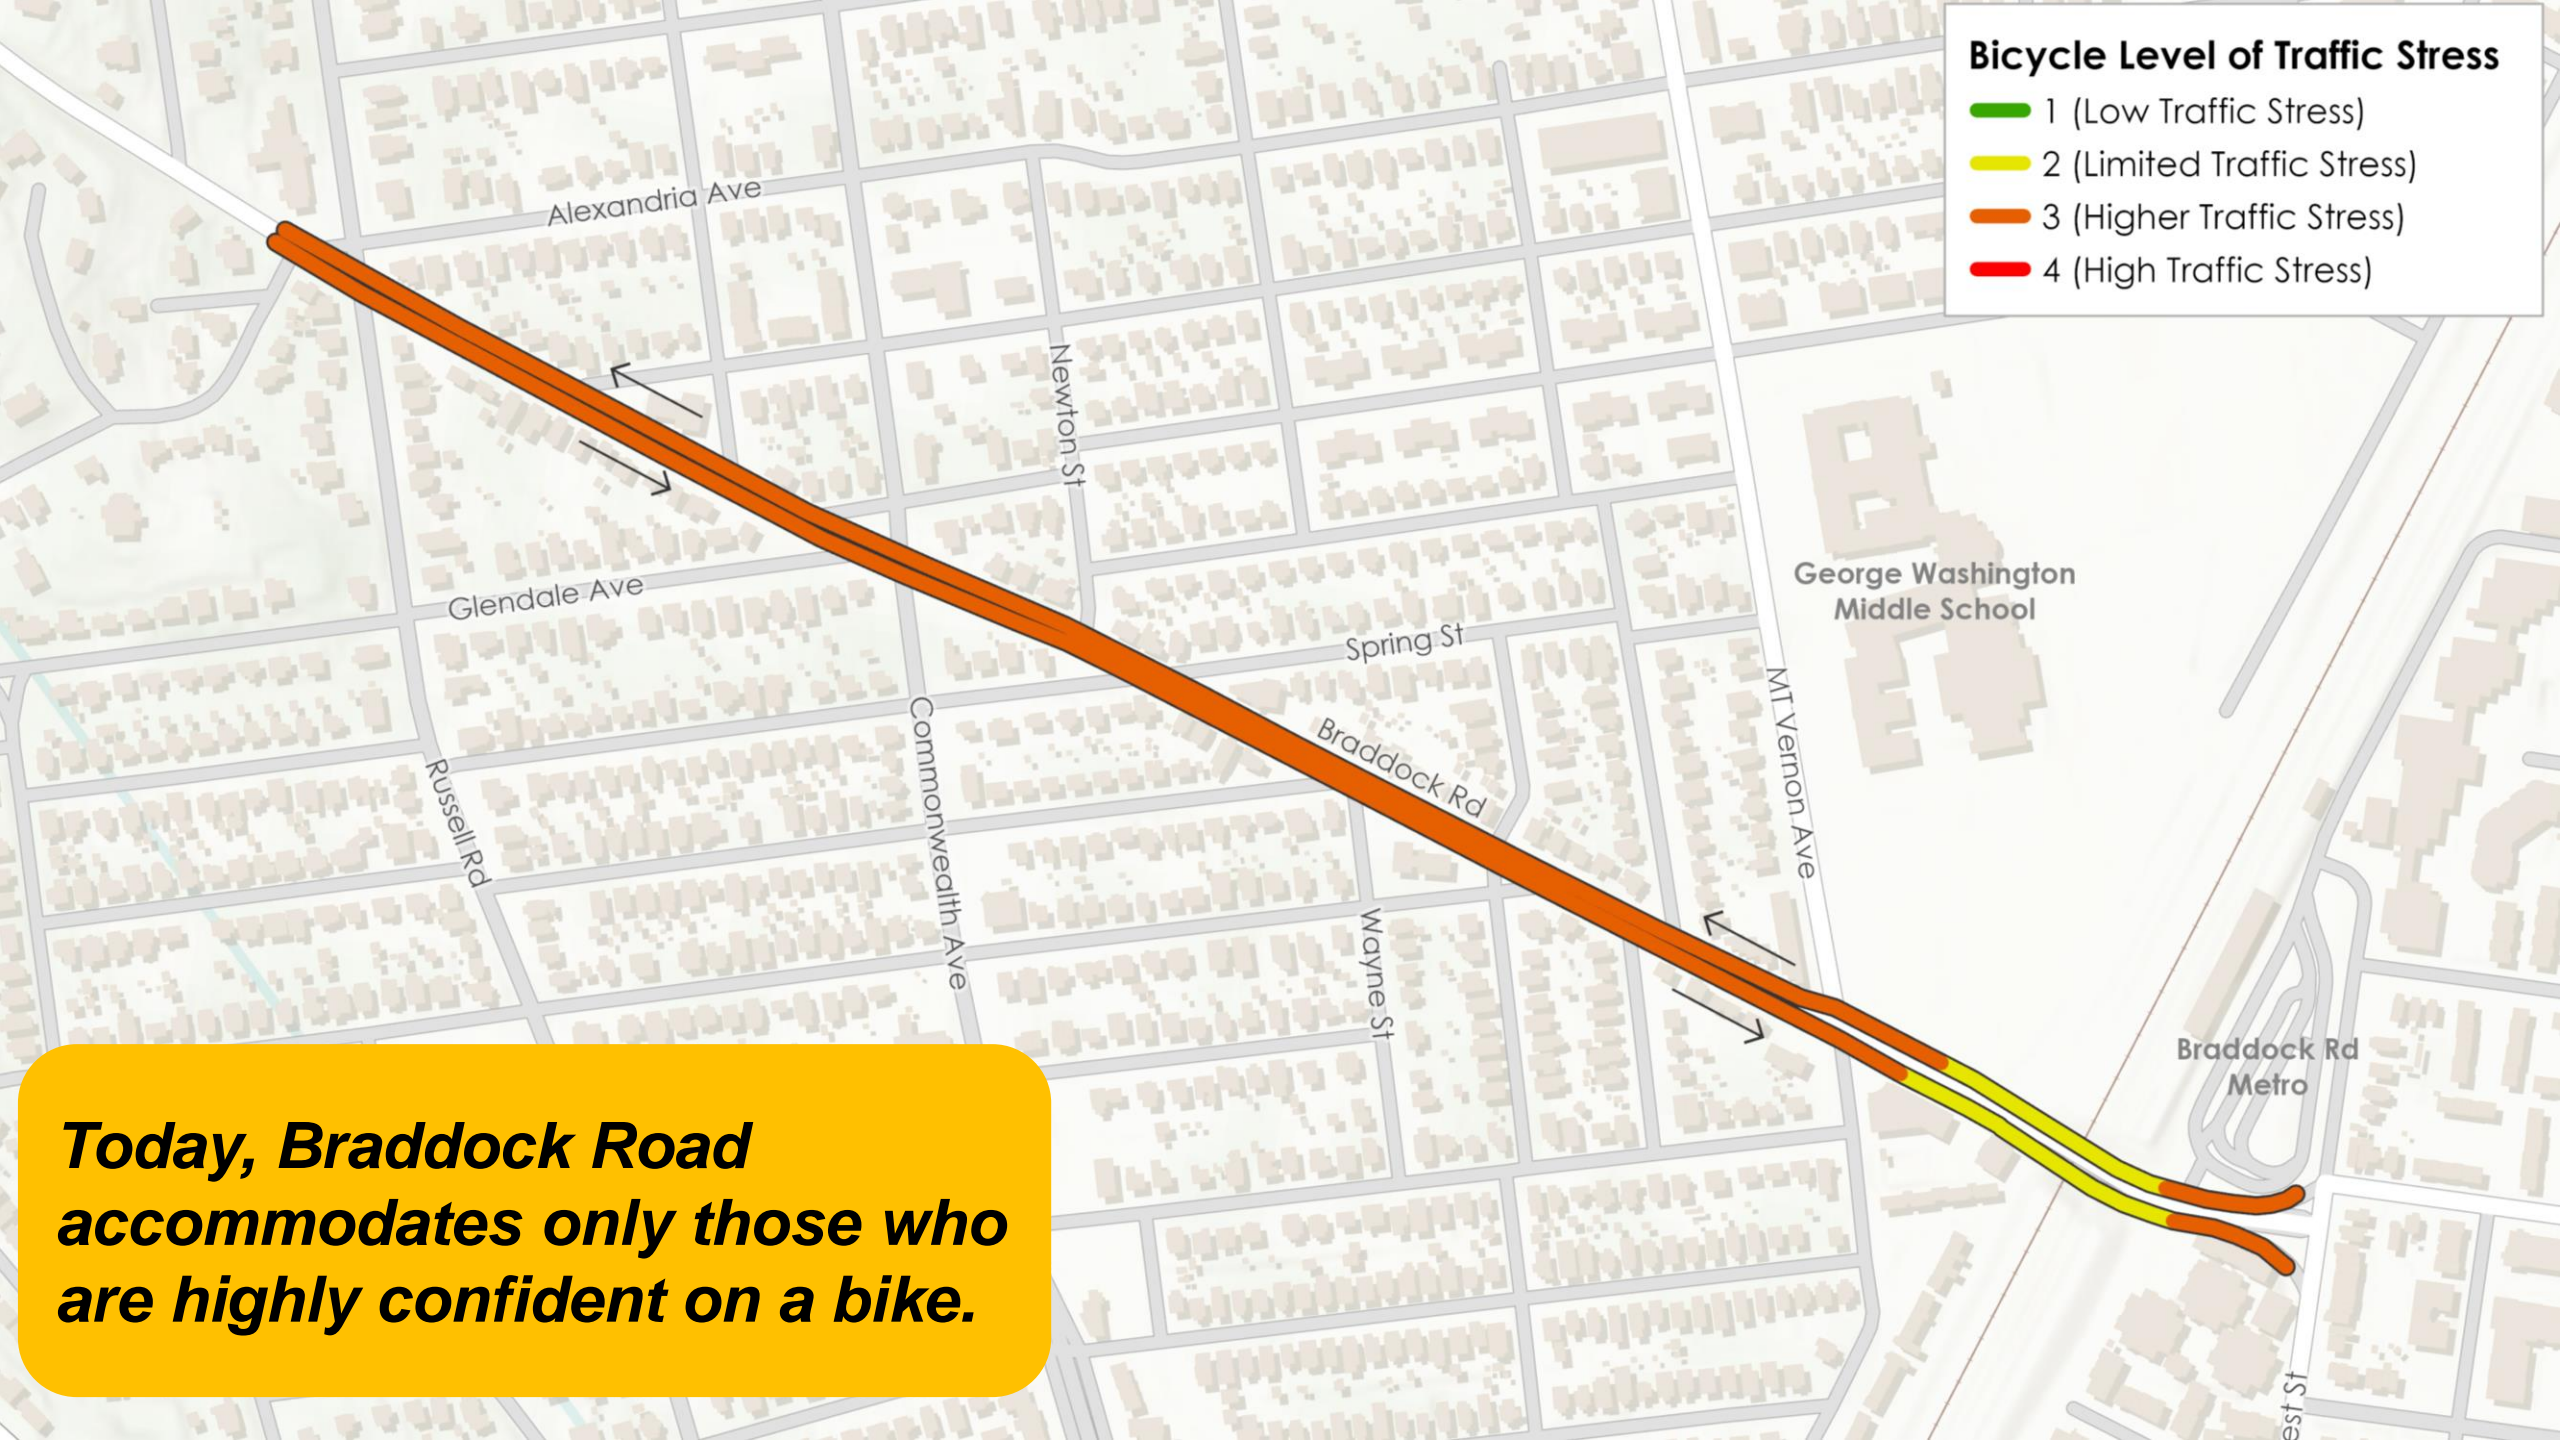 Bicycle Level of Traffic Stress
1 (Low Traffic Stress)
2 (Limited Traffic Stress)
3 (Higher Traffic Stress)
4 (High Traffic Stress)
Alexandria Ave
Newton St
Glendale Ave
George Washington
Middle School
Spring St
MT Vernon Ave
Braddock Rd
Commonwealth Ave
Russell Rd
Wayne St
Braddock Rd
Metro
est St
Today, Braddock Road
accommodates only those who
are highly confident on a bike.